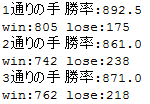 1通りの手 勝率:892.5
win:805 lose:175
2通りの手 勝率:861.0
win:742 lose:238
3通りの手 勝率:871.0
win:762 lose:218